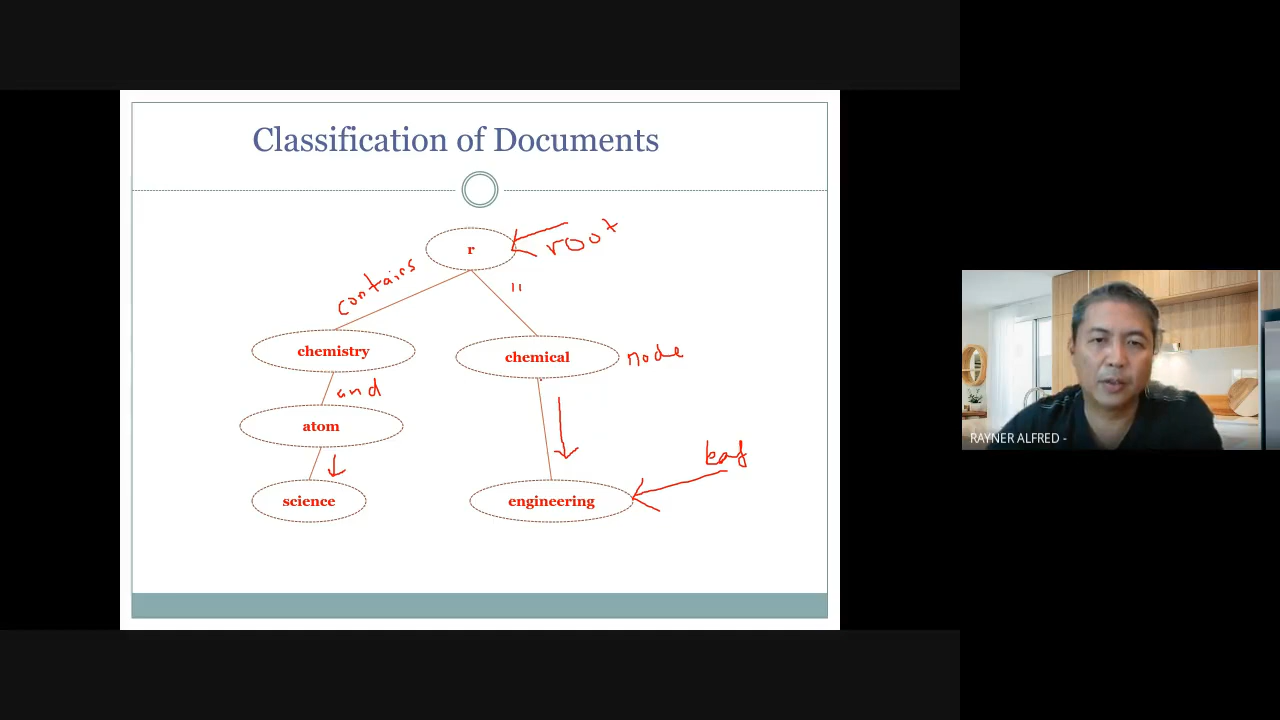 Classification of Documents
r
root
contains
"
chemistry
chemical
node
and
atom
leaf
science
engineering
RAYNER ALFRED -